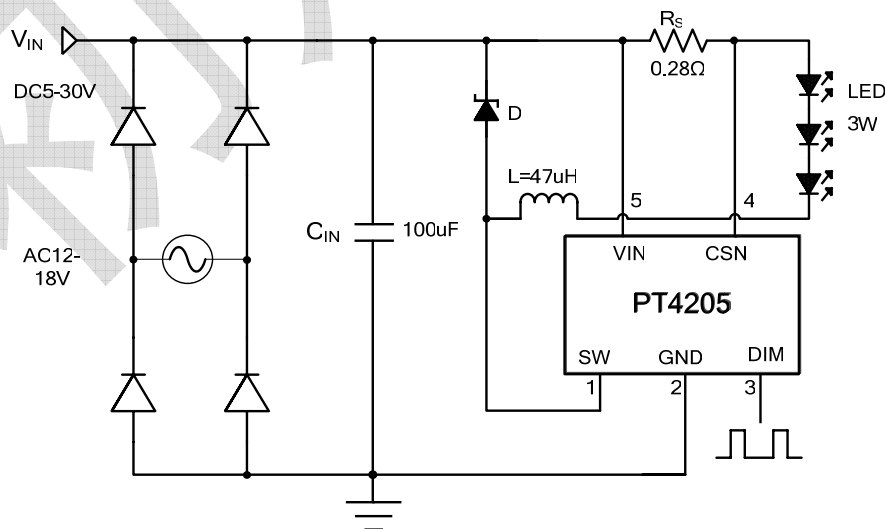 VIN
DC5-30V
RS
0.28Ω
LED
3W
D
L=47uH
5
4
CIN
100uF
AC12-
18V
VIN
CSN
PT4205
SW
GND
DIM
1
2
3